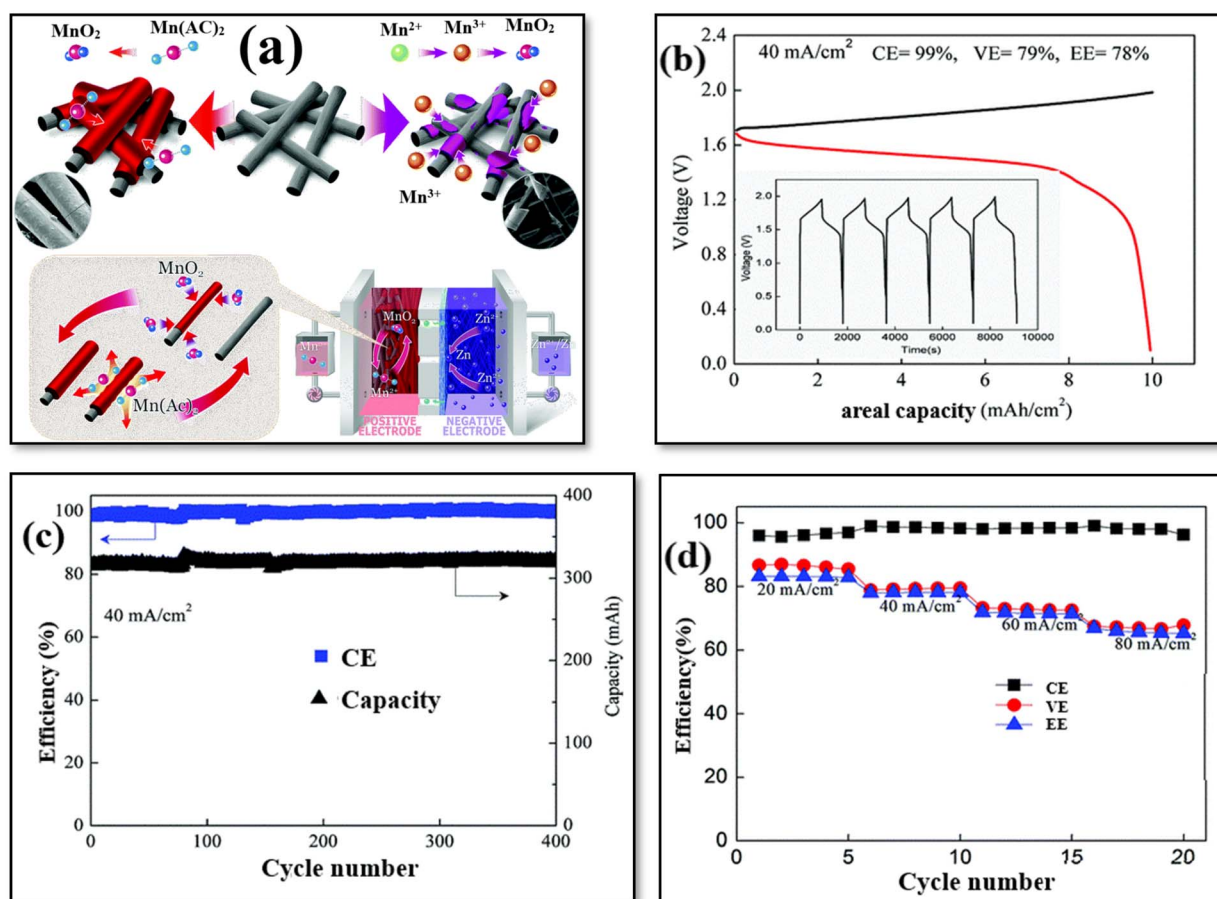 MnO₂ Mn(AC)₂ (a) Mn²⁺ Mn³⁺ MnO₂
Mn³⁺
MnO₂
Mn(Ac)₂
MnO₂
Mn²⁺
Zn²⁺
Zn
Zn²⁺
POSITIVE
ELECTRODE
NEGATIVE
ELECTRODE
(b) 40 mA/cm² CE= 99%, VE= 79%, EE= 78%
Voltage (V)
2.4
2.0
1.6
1.2
0.8
0.4
0.0
0 2 4 6 8 10
areal capacity (mAh/cm²)
Voltage (V)
2.0
1.5
1.0
0.5
0.0
0 2000 4000 6000 8000 10000
Time(s)
(c)
Efficiency (%)
100
80
60
40
20
0
40 mA/cm²
CE
Capacity
400
300
200
100
0
Capacity (mAh)
0 100 200 300 400
Cycle number
(d)
Efficiency(%)
100
80
60
40
20
0
20 mA/cm²
40 mA/cm²
60 mA/cm²
80 mA/cm²
CE
VE
EE
0 5 10 15 20
Cycle number